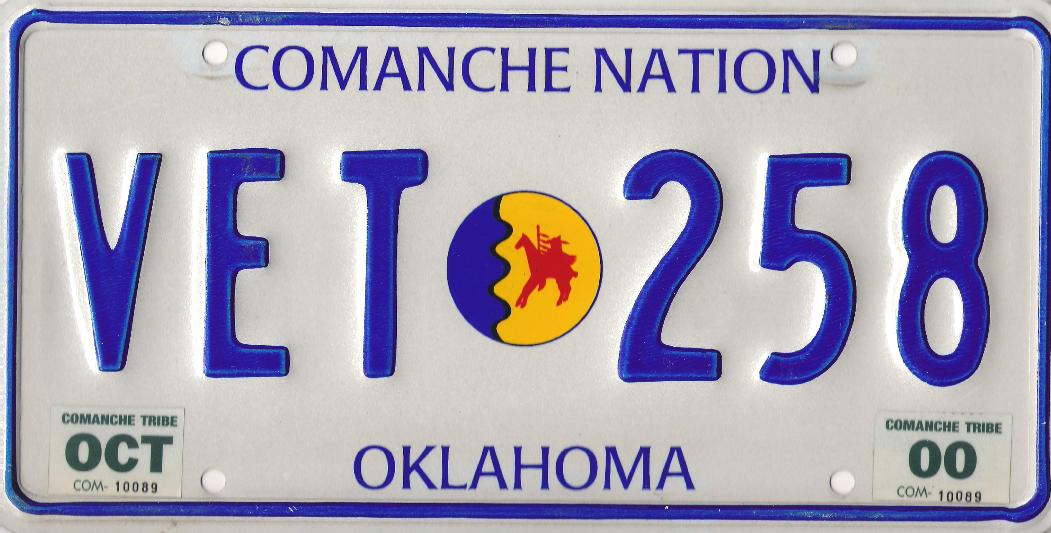 COMANCHE NATION
VET 258
COMANCHE TRIBE
OCT
COM- 10089
OKLAHOMA
COMANCHE TRIBE
00
COM- 10089